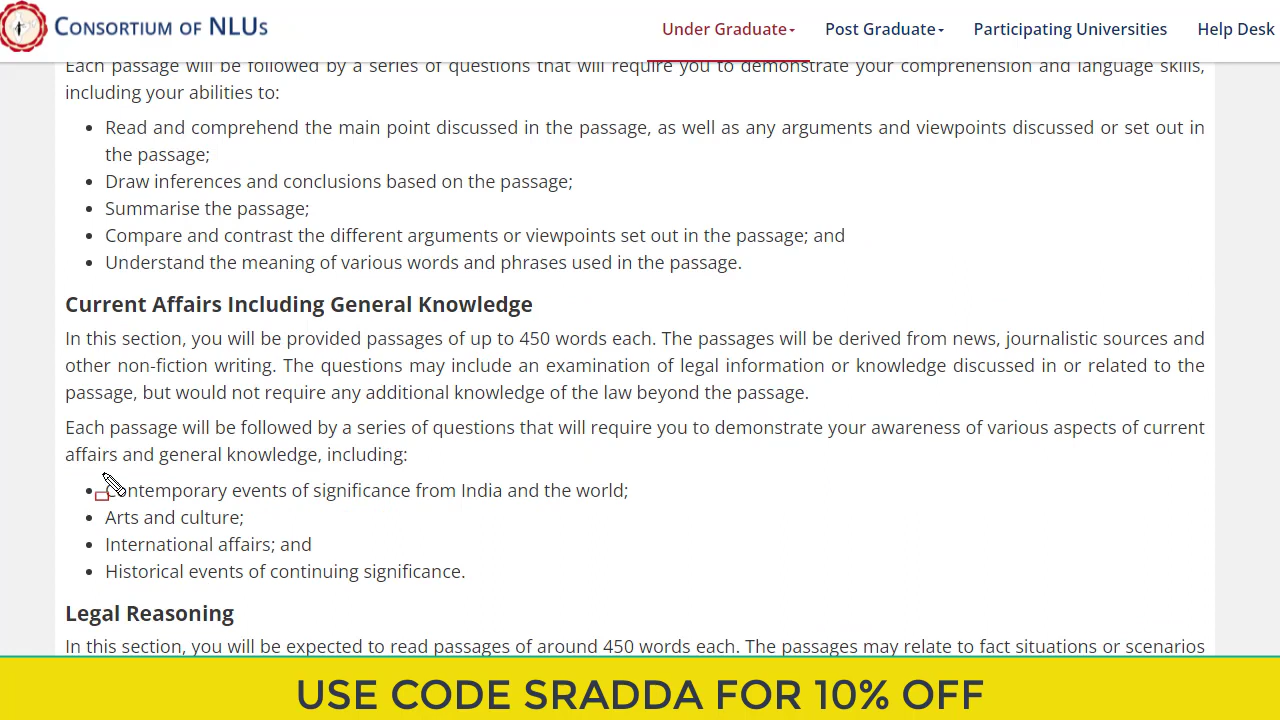 CONSORTIUM OF NLUS
Under Graduate
Post Graduate
Participating Universities
Help Desk
Each passage will be followed by a series of questions that will require you to demonstrate your comprehension and language skills,
including your abilities to:
Read and comprehend the main point discussed in the passage, as well as any arguments and viewpoints discussed or set out in
the passage;
Draw inferences and conclusions based on the passage;
Summarise the passage;
Compare and contrast the different arguments or viewpoints set out in the passage; and
Understand the meaning of various words and phrases used in the passage.
Current Affairs Including General Knowledge
In this section, you will be provided passages of up to 450 words each. The passages will be derived from news, journalistic sources and
other non-fiction writing. The questions may include an examination of legal information or knowledge discussed in or related to the
passage, but would not require any additional knowledge of the law beyond the passage.
Each passage will be followed by a series of questions that will require you to demonstrate your awareness of various aspects of current
affairs and general knowledge, including:
Contemporary events of significance from India and the world;
Arts and culture;
International affairs; and
Historical events of continuing significance.
Legal Reasoning
In this section, you will be expected to read passages of around 450 words each. The passages may relate to fact situations or scenarios
USE CODE SRADDA FOR 10% OFF